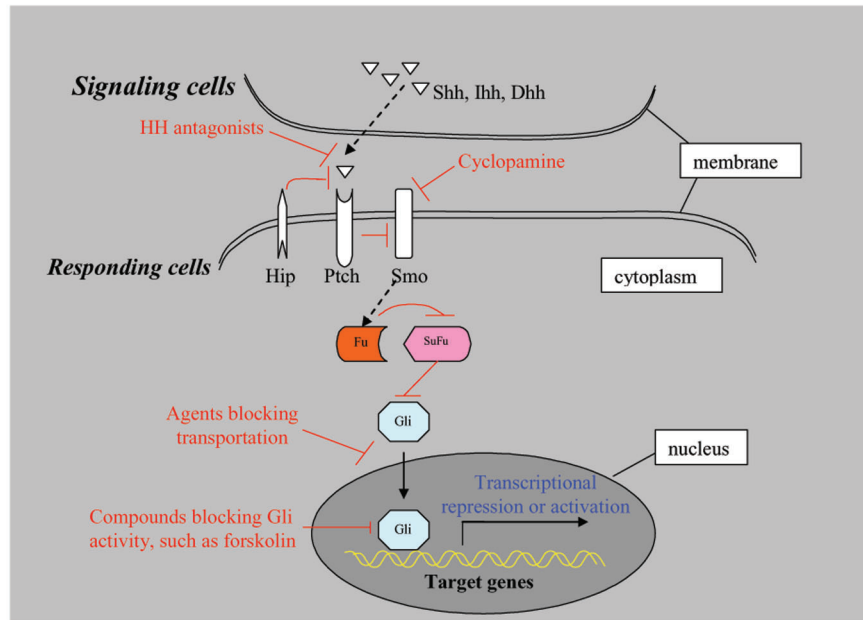 Signaling cells
Shh, Ihh, Dhh
HH antagonists
Cyclopamine
membrane
Responding cells
Hip
Ptch
Smo
cytoplasm
Fu
SuFu
Agents blocking
transportation
Gli
nucleus
Transcriptional
repression or activation
Compounds blocking Gli
activity, such as forskolin
Gli
Target genes